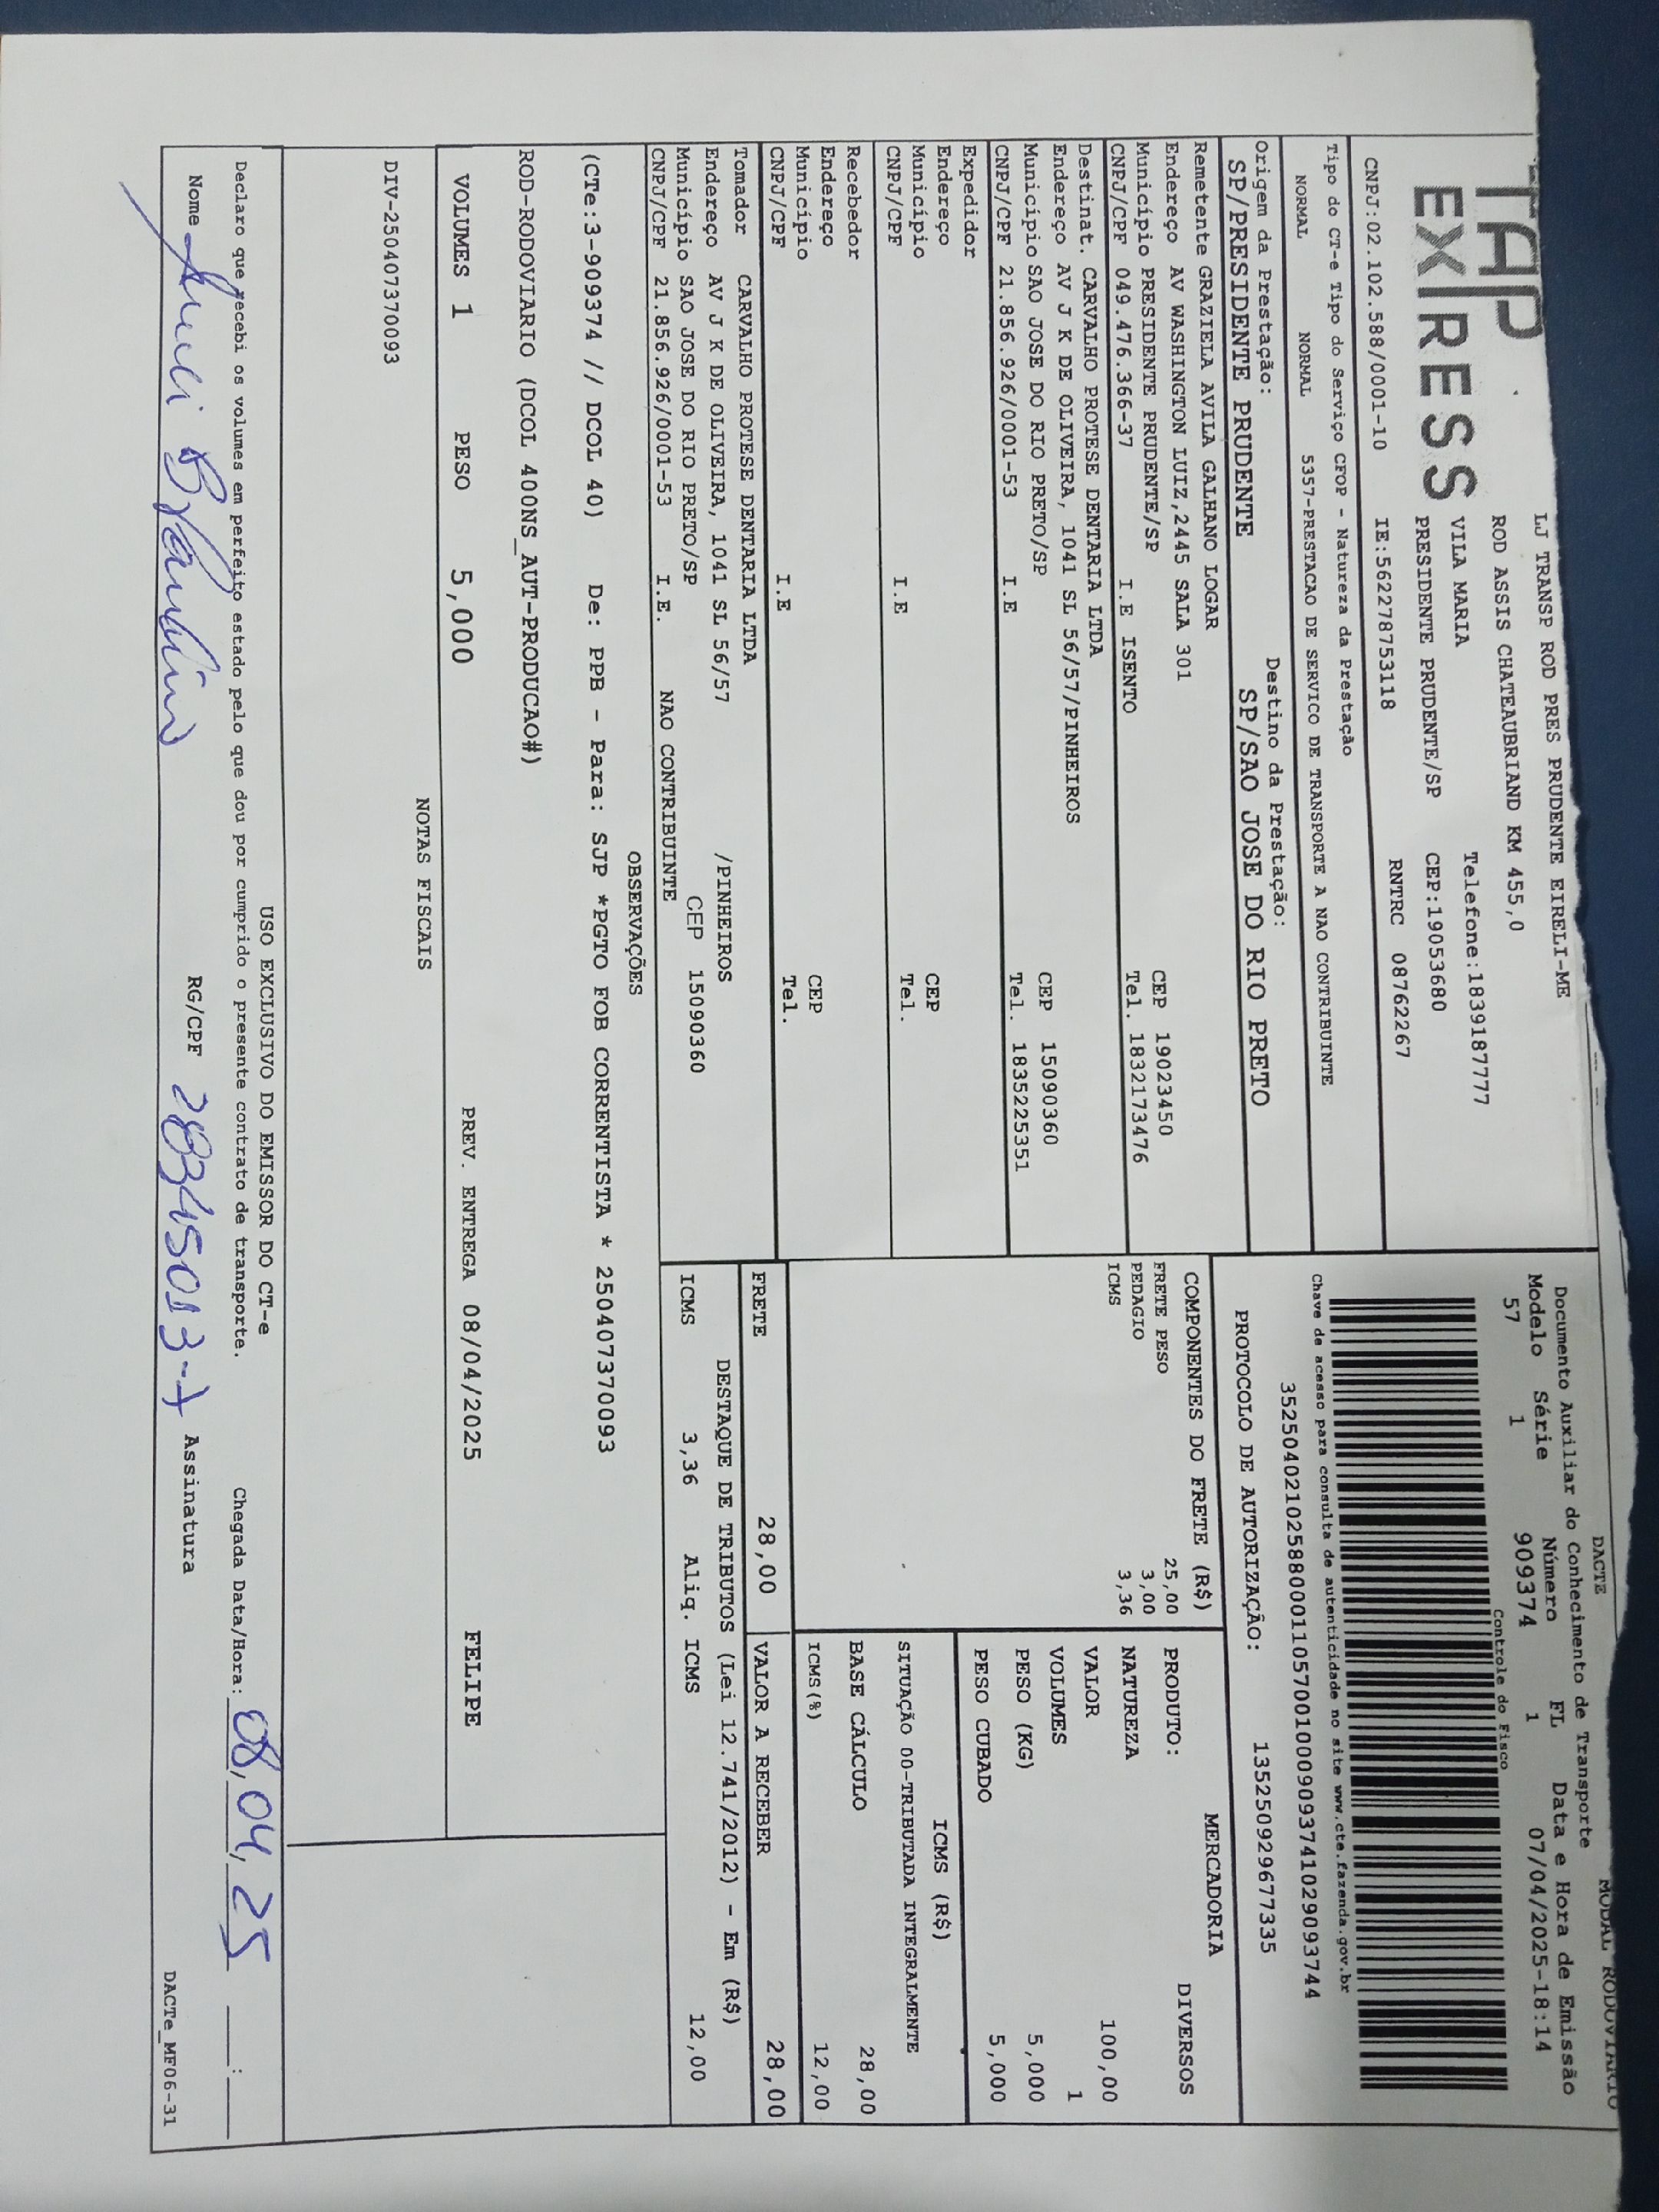 TAP
EXPRESS
LJ TRANSP ROD PRES PRUDENTE EIRELI-ME
ROD ASSIS CHATEAUBRIAND KM 455,0
VILA MARIA Telefone:1839187777
PRESIDENTE PRUDENTE/SP CEP:19053680
CNPJ:02.102.588/0001-10 IE:562278753118 RNTRC 08762267
Tipo do CT-e Tipo do Serviço CFOP - Natureza da Prestação
NORMAL NORMAL 5357-PRESTACAO DE SERVICO DE TRANSPORTE A NAO CONTRIBUINTE
Origem da Prestação: Destino da Prestação:
SP/PRESIDENTE PRUDENTE SP/SAO JOSE DO RIO PRETO
DACTE MODAL RODOVIARIO
Documento Auxiliar do Conhecimento de Transporte
Modelo Série Número FL Data e Hora de Emissão
57 1 909374 1 07/04/2025-18:14
Controle do Fisco
Chave de acesso para consulta de autenticidade no site www.cte.fazenda.gov.br
35250402102588000110570010009093741029093744
PROTOCOLO DE AUTORIZAÇÃO: 135250929677335
Remetente GRAZIELA AVILA GALHANO LOGAR
Endereço AV WASHINGTON LUIZ,2445 SALA 301
Município PRESIDENTE PRUDENTE/SP CEP 19023450
CNPJ/CPF 049.476.366-37 I.E ISENTO Tel. 1832173476
Destinat. CARVALHO PROTESE DENTARIA LTDA
Endereço AV J K DE OLIVEIRA, 1041 SL 56/57/PINHEIROS
Município SAO JOSE DO RIO PRETO/SP CEP 15090360
CNPJ/CPF 21.856.926/0001-53 I.E Tel. 1835225351
Expedidor
Endereço
Município CEP
CNPJ/CPF I.E Tel.
Recebedor
Endereço
Município CEP
CNPJ/CPF I.E Tel.
Tomador CARVALHO PROTESE DENTARIA LTDA
Endereço AV J K DE OLIVEIRA, 1041 SL 56/57 /PINHEIROS
Município SAO JOSE DO RIO PRETO/SP CEP 15090360
CNPJ/CPF 21.856.926/0001-53 I.E. NAO CONTRIBUINTE
COMPONENTES DO FRETE (R$)
FRETE PESO 25,00
PEDAGIO 3,00
ICMS 3,36
MERCADORIA
PRODUTO: DIVERSOS
NATUREZA
VALOR 100,00
VOLUMES 1
PESO (KG) 5,000
PESO CUBADO 5,000
ICMS (R$)
SITUAÇÃO 00-TRIBUTADA INTEGRALMENTE
BASE CÁLCULO 28,00
ICMS(%) 12,00
FRETE 28,00 VALOR A RECEBER 28,00
DESTAQUE DE TRIBUTOS (Lei 12.741/2012) - Em (R$)
ICMS 3,36 Aliq. ICMS 12,00
OBSERVAÇÕES
(CTe:3-909374 // DCOL 40) De: PPB - Para: SJP *PGTO FOB CORRENTISTA * 250407370093
ROD-RODOVIARIO (DCOL 400NS_AUT-PRODUCAO#)
VOLUMES 1 PESO 5,000 PREV. ENTREGA 08/04/2025 FELIPE
NOTAS FISCAIS
DIV-250407370093
USO EXCLUSIVO DO EMISSOR DO CT-e
Declaro que recebi os volumes em perfeito estado pelo que dou por cumprido o presente contrato de transporte. Chegada Data/Hora: 08,04,25 :
Nome RG/CPF 28345013-7 Assinatura
DACTe_MF06-31